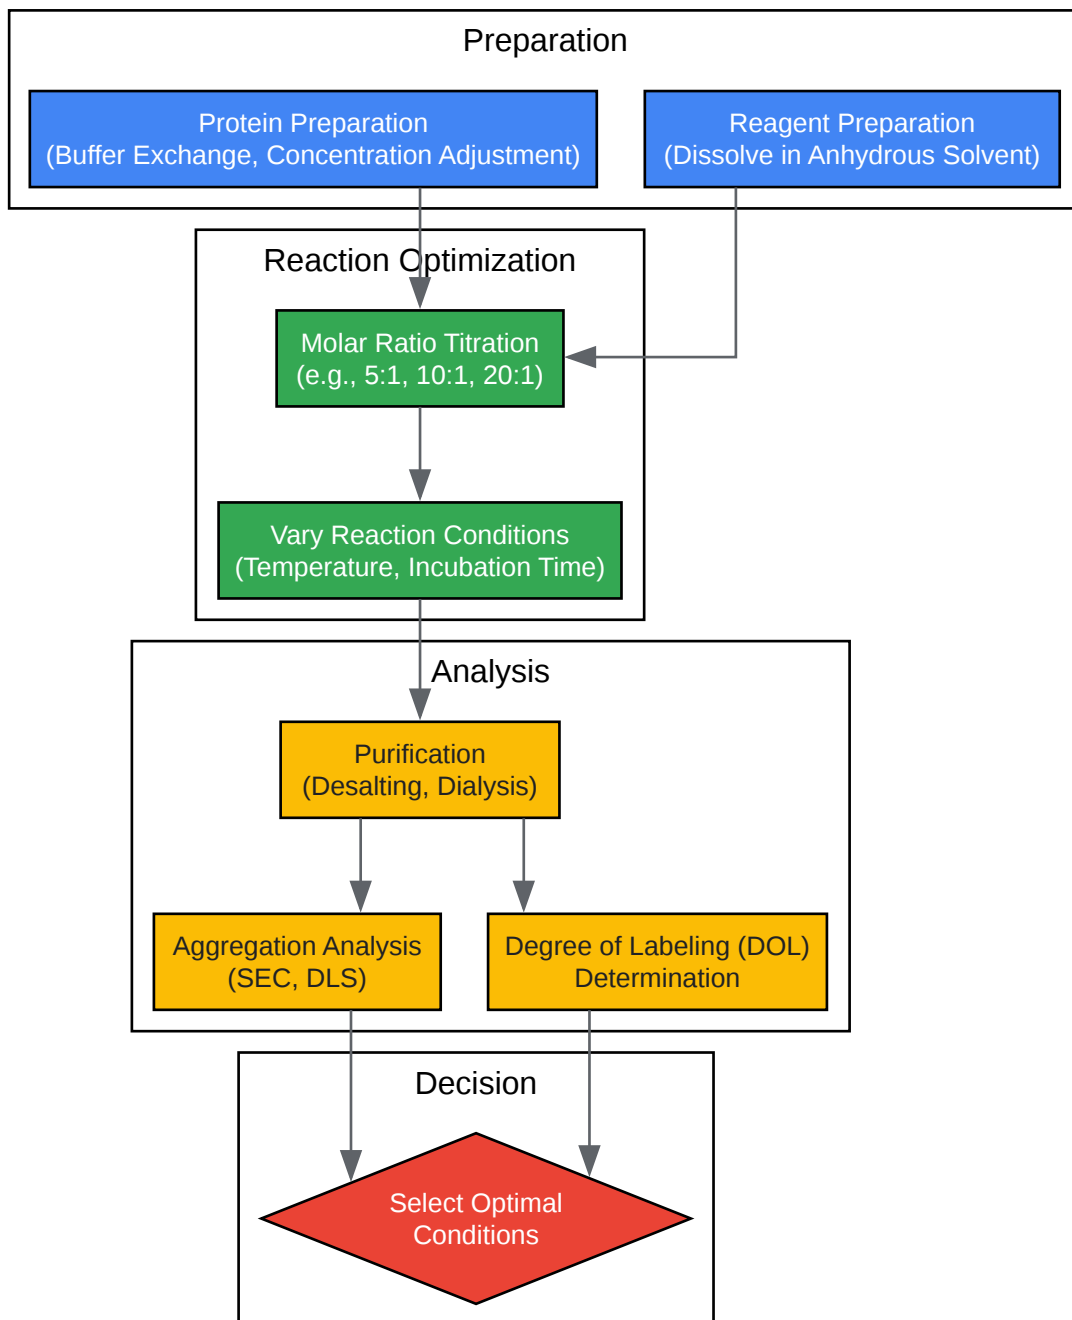 Preparation
Protein Preparation
(Buffer Exchange, Concentration Adjustment)
Reagent Preparation
(Dissolve in Anhydrous Solvent)
Reaction Optimization
Molar Ratio Titration
(e.g., 5:1, 10:1, 20:1)
Vary Reaction Conditions
(Temperature, Incubation Time)
Analysis
Purification
(Desalting, Dialysis)
Aggregation Analysis
(SEC, DLS)
Degree of Labeling (DOL)
Determination
Decision
Select Optimal
Conditions